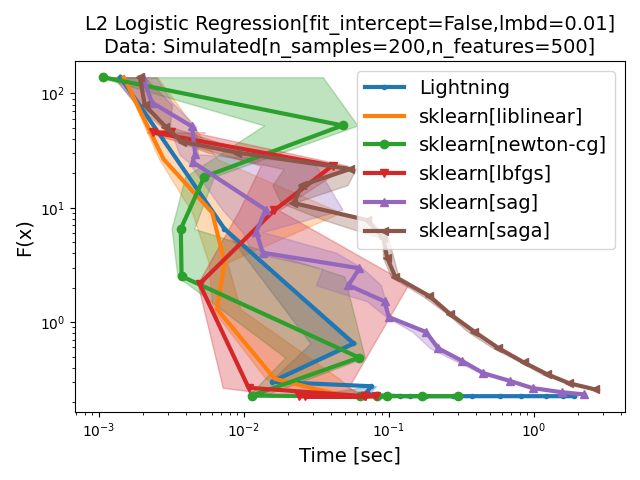 L2 Logistic Regression[fit_intercept=False,lmbd=0.01]
Data: Simulated[n_samples=200,n_features=500]
Lightning
sklearn[liblinear]
sklearn[newton-cg]
sklearn[lbfgs]
sklearn[sag]
sklearn[saga]
F(x)
10²
10¹
10⁰
10⁻³
10⁻²
10⁻¹
10⁰
Time [sec]